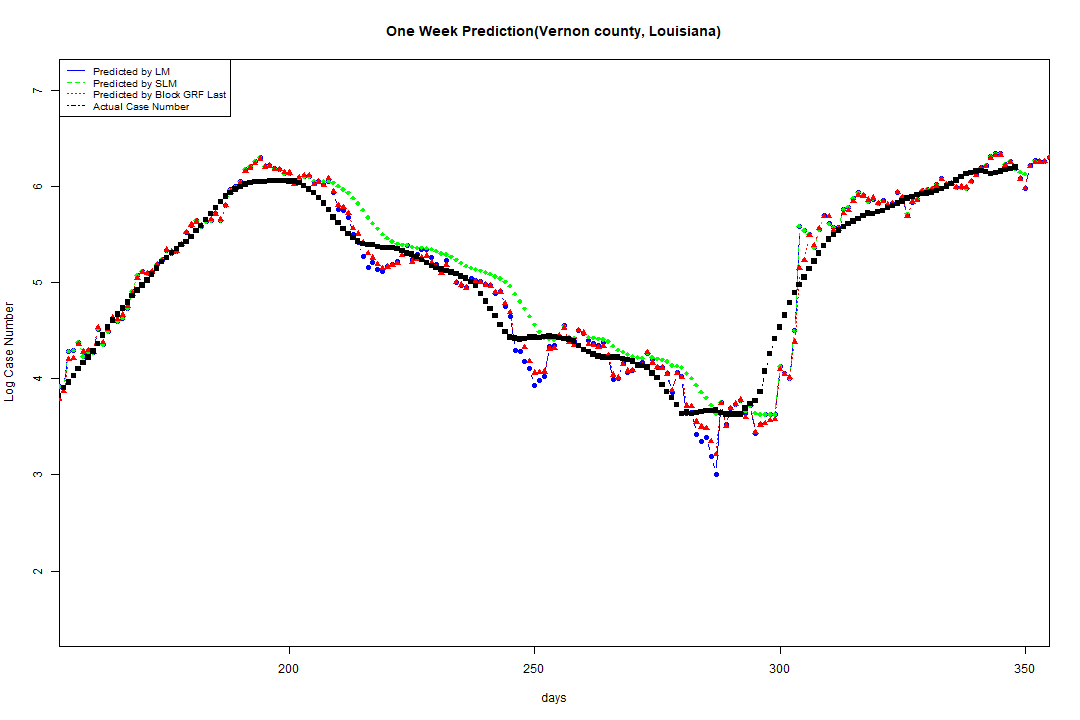 One Week Prediction(Vernon county, Louisiana)
Predicted by LM
Predicted by SLM
Predicted by Block GRF Last
Actual Case Number
7
6
5
4
3
2
Log Case Number
200 250 300 350
days